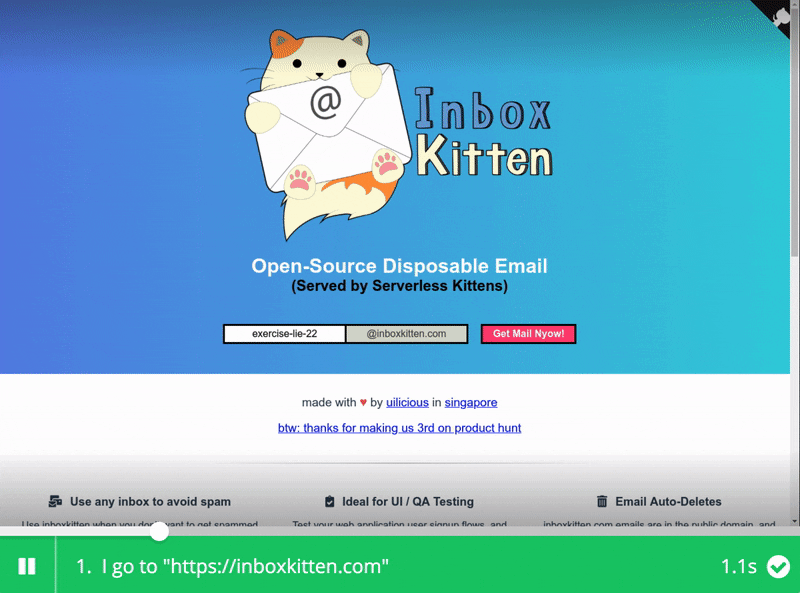 @
Inbox
Kitten
Open-Source Disposable Email
(Served by Serverless Kittens)
exercise-lie-22 @inboxkitten.com Get Mail Nyow!
made with ♥ by uilicious in singapore
btw: thanks for making us 3rd on product hunt
Use any inbox to avoid spam
Ideal for UI / QA Testing
Email Auto-Deletes
Use inboxkitten when you don't want to get spammed
Test your web application user signup flows, and
inboxkitten.com emails are in the public domain, and
1. I go to "https://inboxkitten.com" 1.1s